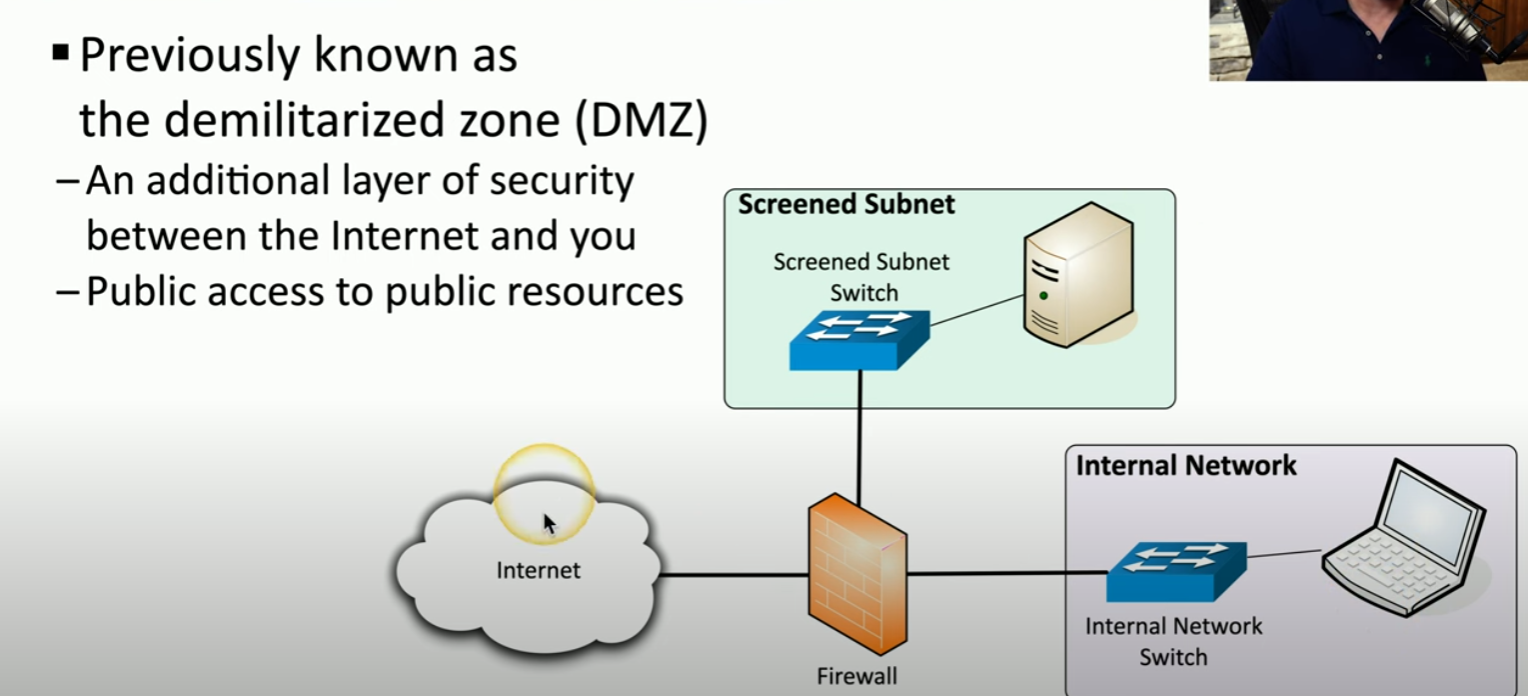 ▪ Previously known as
the demilitarized zone (DMZ)
– An additional layer of security
between the Internet and you
– Public access to public resources
Screened Subnet
Screened Subnet
Switch
Internet
Firewall
Internal Network
Internal Network
Switch